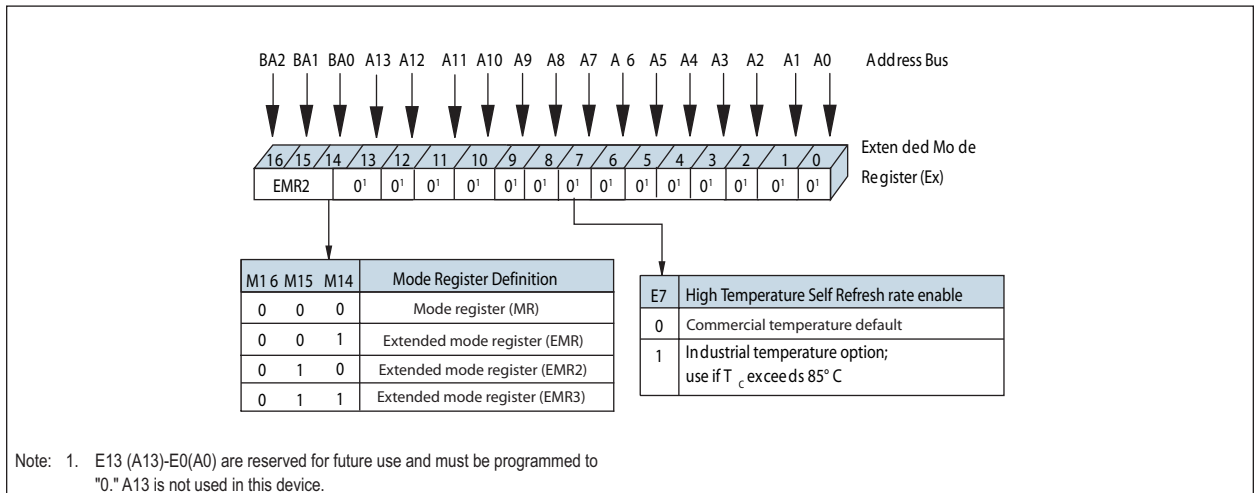 BA2 BA1 BA0 A13 A12 A11 A10 A9 A8 A7 A 6 A5 A4 A3 A2 A1 A0 Address Bus
16 15 14 13 12 11 10 9 8 7 6 5 4 3 2 1 0
Exten ded Mo de
Register (Ex)
EMR2 0¹ 0¹ 0¹ 0¹ 0¹ 0¹ 0¹ 0¹ 0¹ 0¹ 0¹ 0¹ 0¹ 0¹
M1 6 M15 M14 Mode Register Definition
0 0 0 Mode register (MR)
0 0 1 Extended mode register (EMR)
0 1 0 Extended mode register (EMR2)
0 1 1 Extended mode register (EMR3)
E7 High Temperature Self Refresh rate enable
0 Commercial temperature default
1 In dustrial temperature option;
use if T c exceeds 85° C
Note: 1. E13 (A13)-E0(A0) are reserved for future use and must be programmed to
"0." A13 is not used in this device.